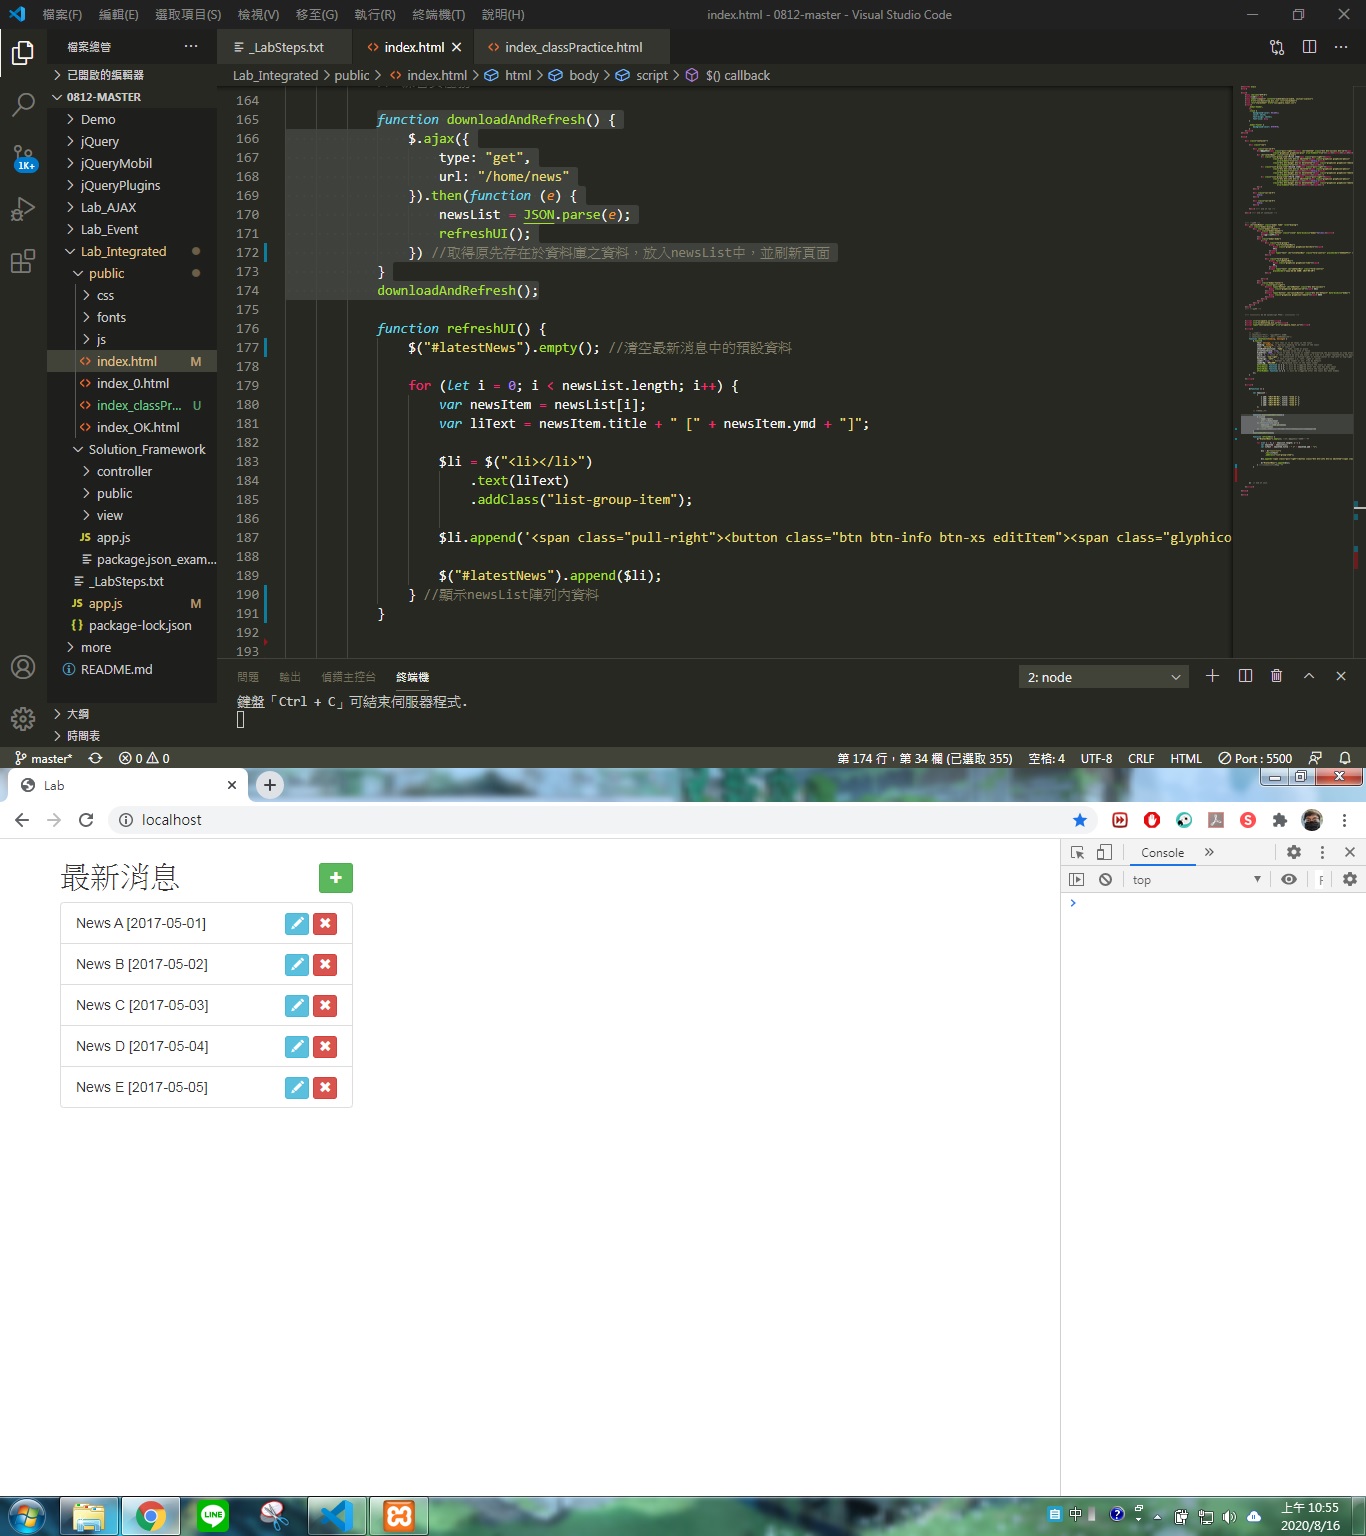 檔案(F) 編輯(E) 選取項目(S) 檢視(V) 移至(G) 執行(R) 終端機(T) 說明(H) index.html - 0812-master - Visual Studio Code
檔案總管 ···
_LabSteps.txt index.html index_classPractice.html
已開啟的編輯器
0812-MASTER
Demo
jQuery
jQueryMobil
jQueryPlugins
Lab_AJAX
Lab_Event
Lab_Integrated
public
css
fonts
js
index.html M
index_0.html
index_classPr... U
index_OK.html
Solution_Framework
controller
public
view
JS app.js
package.json_exam...
_LabSteps.txt
JS app.js M
{} package-lock.json
more
README.md
大綱
時間表
1K+
Lab_Integrated > public > index.html > html > body > script > $() callback
164
165 function downloadAndRefresh() {
166 $.ajax({
167 type: "get",
168 url: "/home/news"
169 }).then(function (e) {
170 newsList = JSON.parse(e);
171 refreshUI();
172 }) //取得原先存在於資料庫之資料，放入newsList中，並刷新頁面
173 }
174 downloadAndRefresh();
175
176 function refreshUI() {
177 $("#latestNews").empty(); //清空最新消息中的預設資料
178
179 for (let i = 0; i < newsList.length; i++) {
180 var newsItem = newsList[i];
181 var liText = newsItem.title + " [" + newsItem.ymd + "]";
182
183 $li = $("<li></li>")
184 .text(liText)
185 .addClass("list-group-item");
186
187 $li.append('<span class="pull-right"><button class="btn btn-info btn-xs editItem"><span class="glyphico
188
189 $("#latestNews").append($li);
190 } //顯示newsList陣列內資料
191 }
192
193
問題 輸出 偵錯主控台 終端機 2: node
鍵盤「Ctrl + C」可結束伺服器程式.
master* 0 0 第 174 行，第 34 欄 (已選取 355) 空格: 4 UTF-8 CRLF HTML Port : 5500
Lab
localhost
最新消息
News A [2017-05-01]
News B [2017-05-02]
News C [2017-05-03]
News D [2017-05-04]
News E [2017-05-05]
Console »
top
LINE
中
上午 10:55
2020/8/16